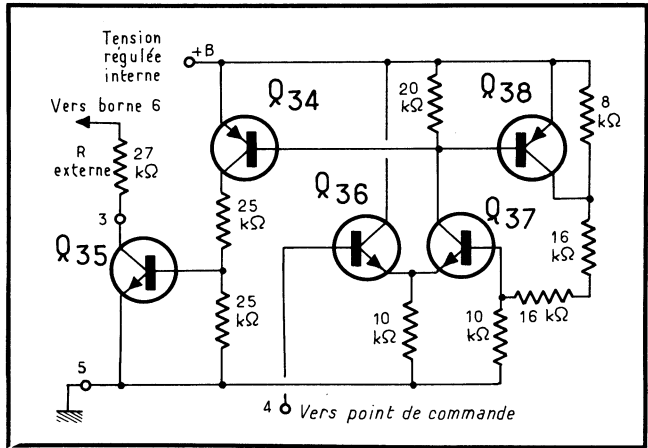 Tension
régulée
interne
+B
Vers borne 6
R
externe
27
kΩ
3
Q35
Q34
25
kΩ
25
kΩ
20
kΩ
Q38
8
kΩ
Q36
Q37
16
kΩ
16 kΩ
10
kΩ
10
kΩ
5
4
Vers point de commande